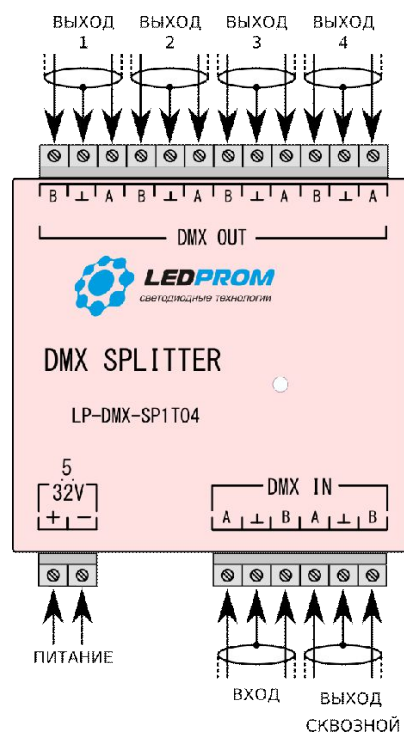 ВЫХОД ВЫХОД ВЫХОД ВЫХОД
1 2 3 4
B ⊥ A B ⊥ A B ⊥ A B ⊥ A
DMX OUT
LEDPROM
светодиодные технологии
DMX SPLITTER
LP-DMX-SP1T04
5
32V
+ −
DMX IN
A ⊥ B A ⊥ B
ПИТАНИЕ
ВХОД
ВЫХОД
СКВОЗНОЙ